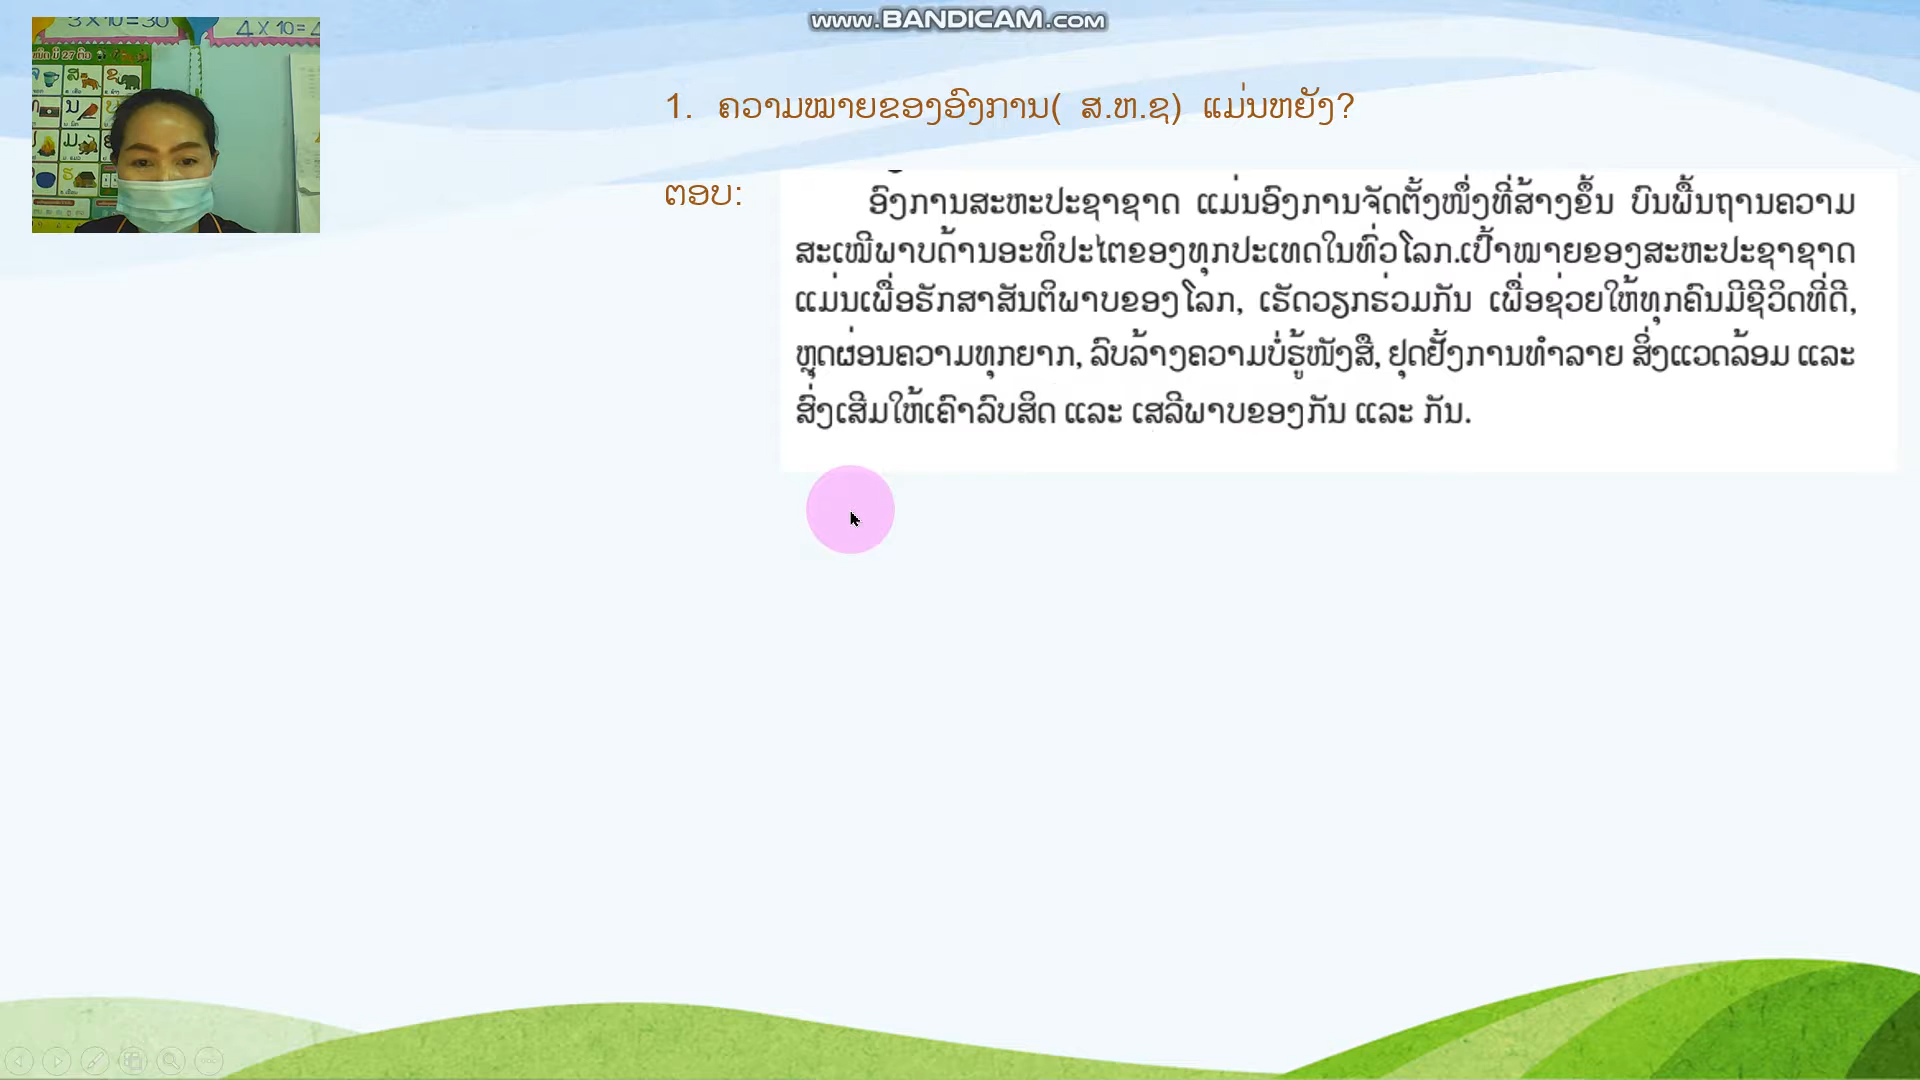 www.BANDICAM.com
3 X 10 = 30
4 X 10 =
1. ຄວາມໝາຍຂອງອົງການ( ສ.ຫ.ຊ) ແມ່ນຫຍັງ?
ຕອບ:
ອົງການສະຫະປະຊາຊາດ ແມ່ນອົງການຈັດຕັ້ງໜຶ່ງທີ່ສ້າງຂຶ້ນ ບົນພື້ນຖານຄວາມ
ສະເໝີພາບດ້ານອະທິປະໄຕຂອງທຸກປະເທດໃນທົ່ວໂລກ.ເປົ້າໝາຍຂອງສະຫະປະຊາຊາດ
ແມ່ນເພື່ອຮັກສາສັນຕິພາບຂອງໂລກ, ເຮັດວຽກຮ່ວມກັນ ເພື່ອຊ່ວຍໃຫ້ທຸກຄົນມີຊີວິດທີ່ດີ,
ຫຼຸດຜ່ອນຄວາມທຸກຍາກ, ລົບລ້າງຄວາມບໍ່ຮູ້ໜັງສື, ຢຸດຢັ້ງການທຳລາຍ ສິ່ງແວດລ້ອມ ແລະ
ສົ່ງເສີມໃຫ້ເຄົາລົບສິດ ແລະ ເສລີພາບຂອງກັນ ແລະ ກັນ.